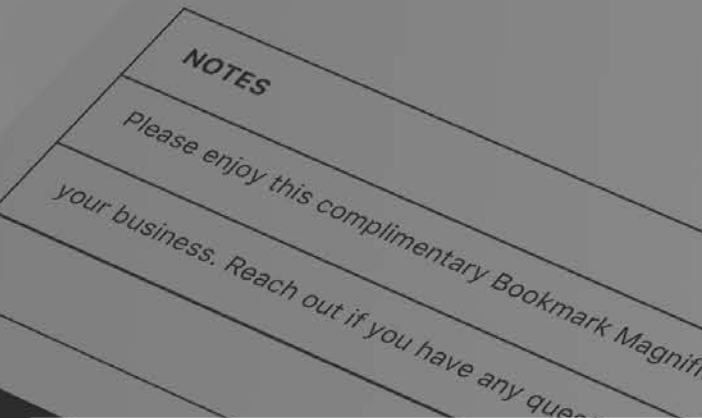 NOTES
Please enjoy this complimentary Bookmark
your business. Reach out if you have any